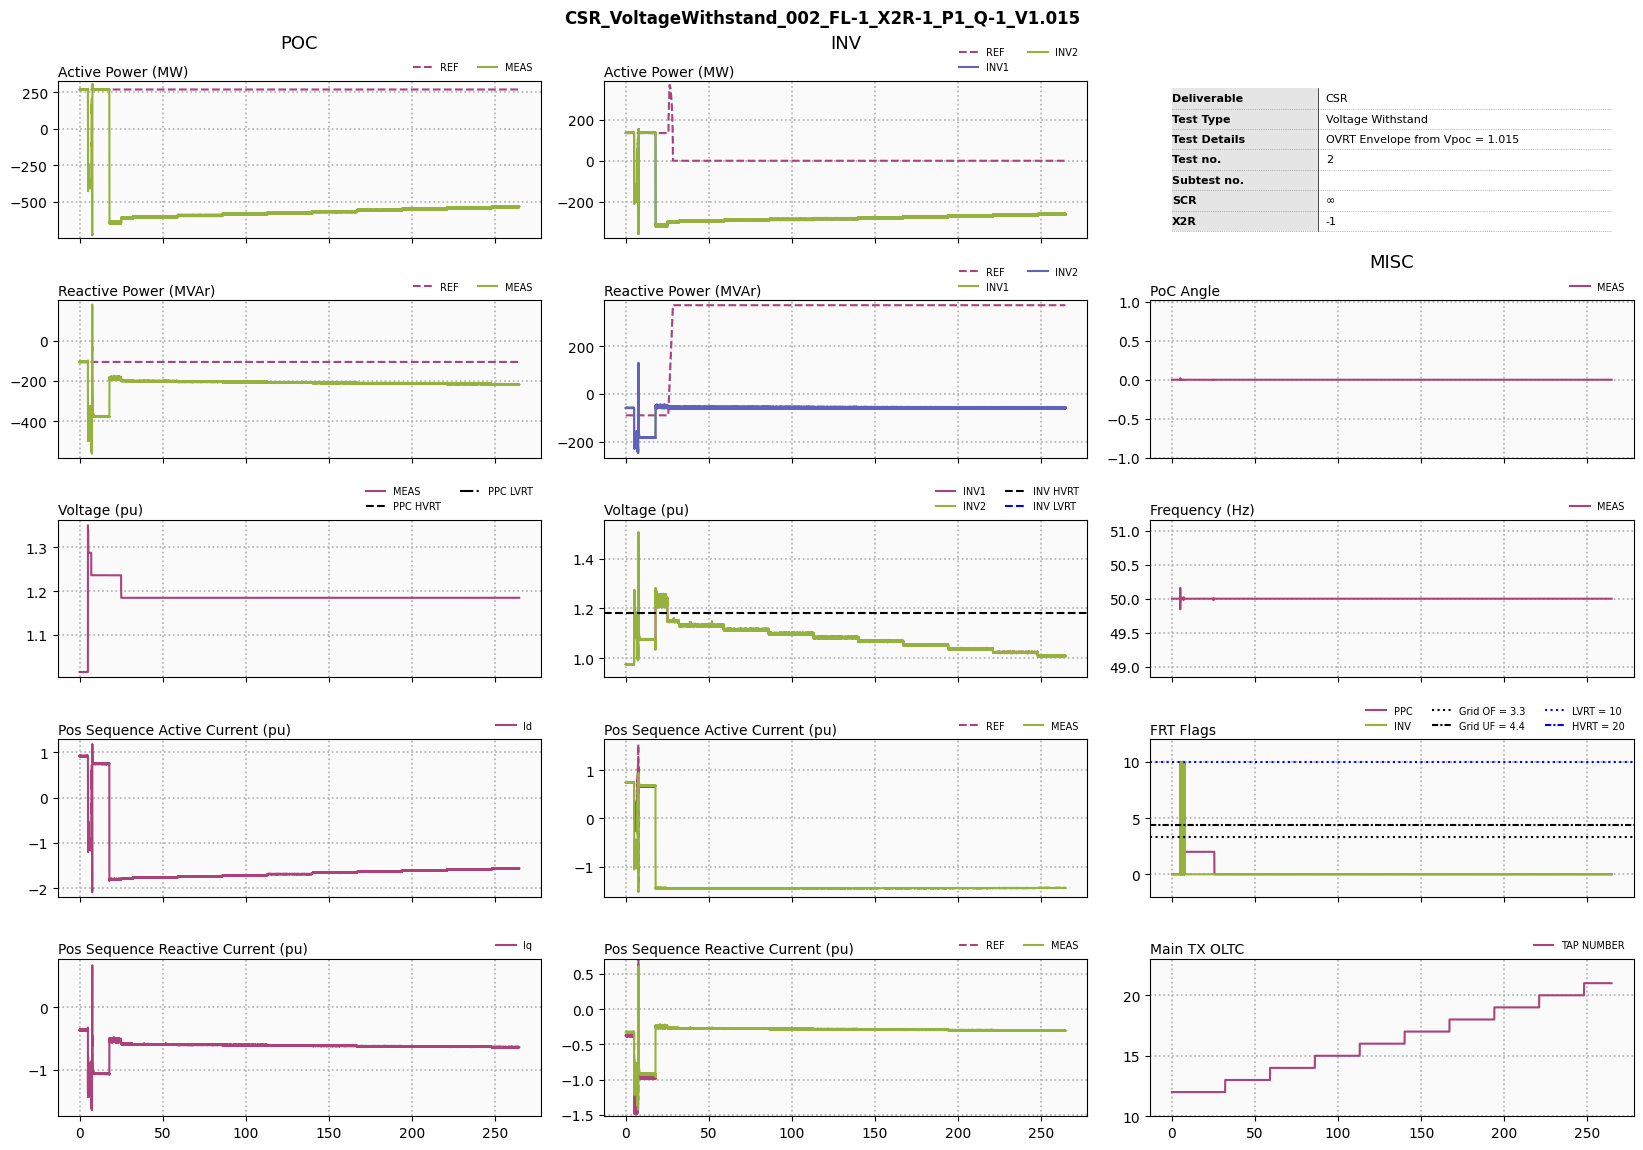 CSR_VoltageWithstand_002_FL-1_X2R-1_P1_Q-1_V1.015
POC
Active Power (MW)
REF
MEAS
250
0
−250
−500
Reactive Power (MVAr)
REF
MEAS
0
−200
−400
Voltage (pu)
MEAS
PPC HVRT
PPC LVRT
1.3
1.2
1.1
Pos Sequence Active Current (pu)
Id
1
0
−1
−2
Pos Sequence Reactive Current (pu)
Iq
0
−1
0 50 100 150 200 250
INV
Active Power (MW)
REF
INV1
INV2
200
0
−200
Reactive Power (MVAr)
REF
INV1
INV2
200
0
−200
Voltage (pu)
INV1
INV2
INV HVRT
INV LVRT
1.4
1.2
1.0
Pos Sequence Active Current (pu)
REF
MEAS
1
0
−1
Pos Sequence Reactive Current (pu)
REF
MEAS
0.5
0.0
−0.5
−1.0
−1.5
0 50 100 150 200 250
Deliverable CSR
Test Type Voltage Withstand
Test Details OVRT Envelope from Vpoc = 1.015
Test no. 2
Subtest no.
SCR ∞
X2R -1
MISC
PoC Angle
MEAS
1.0
0.5
0.0
−0.5
−1.0
Frequency (Hz)
MEAS
51.0
50.5
50.0
49.5
49.0
FRT Flags
PPC
INV
Grid OF = 3.3
Grid UF = 4.4
LVRT = 10
HVRT = 20
10
5
0
Main TX OLTC
TAP NUMBER
20
15
10
0 50 100 150 200 250